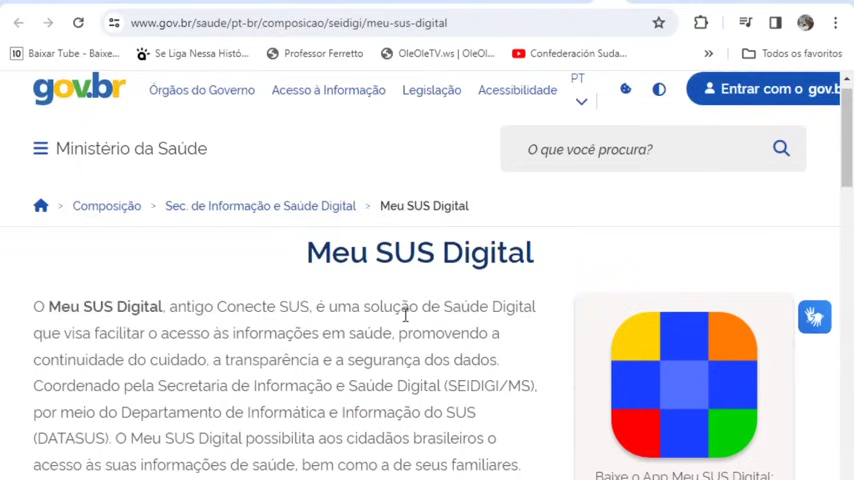 www.gov.br/saude/pt-br/composicao/seidigi/meu-sus-digital
10 Baixar Tube - Baixe... Se Liga Nessa Histó... Professor Ferretto OleOleTV.ws | OleOl... Confederación Suda... » Todos os favoritos
gov.br Órgãos do Governo Acesso à Informação Legislação Acessibilidade PT Entrar com o gov.b
Ministério da Saúde O que você procura?
> Composição > Sec. de Informação e Saúde Digital > Meu SUS Digital
Meu SUS Digital
O Meu SUS Digital, antigo Conecte SUS, é uma solução de Saúde Digital
que visa facilitar o acesso às informações em saúde, promovendo a
continuidade do cuidado, a transparência e a segurança dos dados.
Coordenado pela Secretaria de Informação e Saúde Digital (SEIDIGI/MS),
por meio do Departamento de Informática e Informação do SUS
(DATASUS). O Meu SUS Digital possibilita aos cidadãos brasileiros o
acesso às suas informações de saúde, bem como a de seus familiares.
Baixe o App Meu SUS Digital: